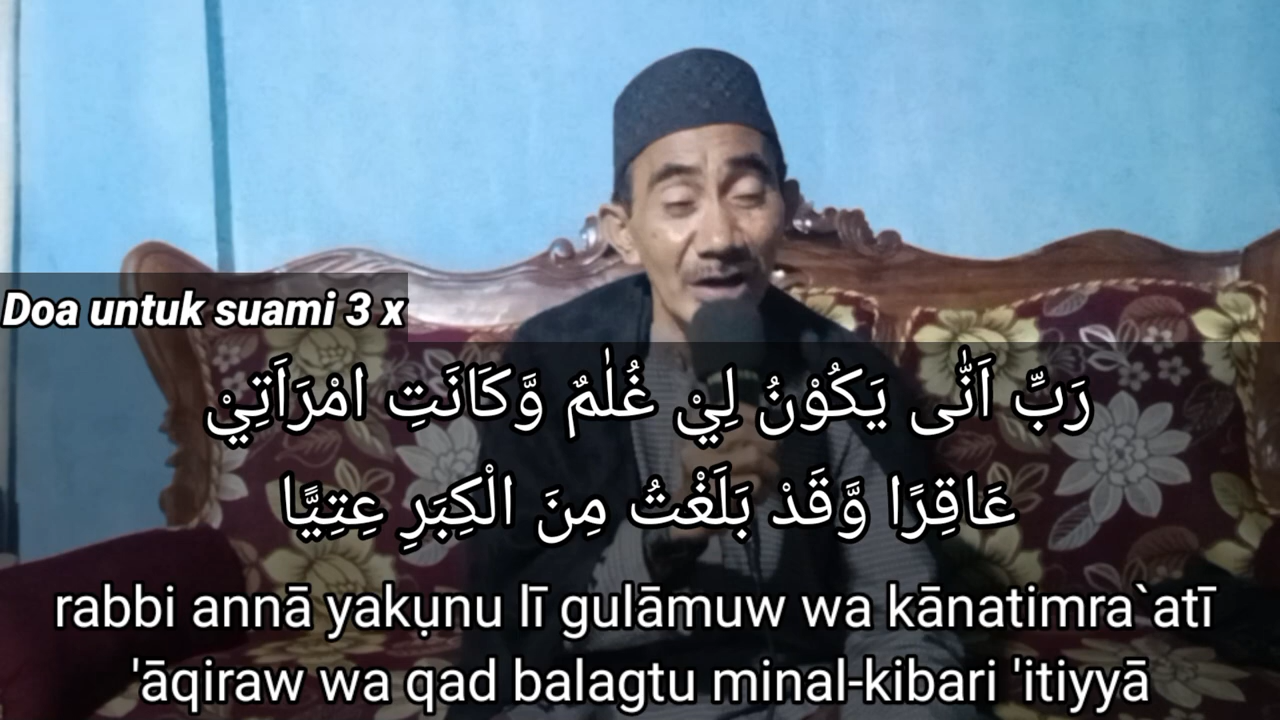 Doa untuk suami 3 x
رَبِّ اَنّٰى يَكُوْنُ لِيْ غُلٰمٌ وَّكَانَتِ امْرَاَتِيْ
عَاقِرًا وَّقَدْ بَلَغْتُ مِنَ الْكِبَرِ عِتِيًّا
rabbi annā yakụnu lī gulāmuw wa kānatimra`atī
'āqiraw wa qad balagtu minal-kibari 'itiyyā